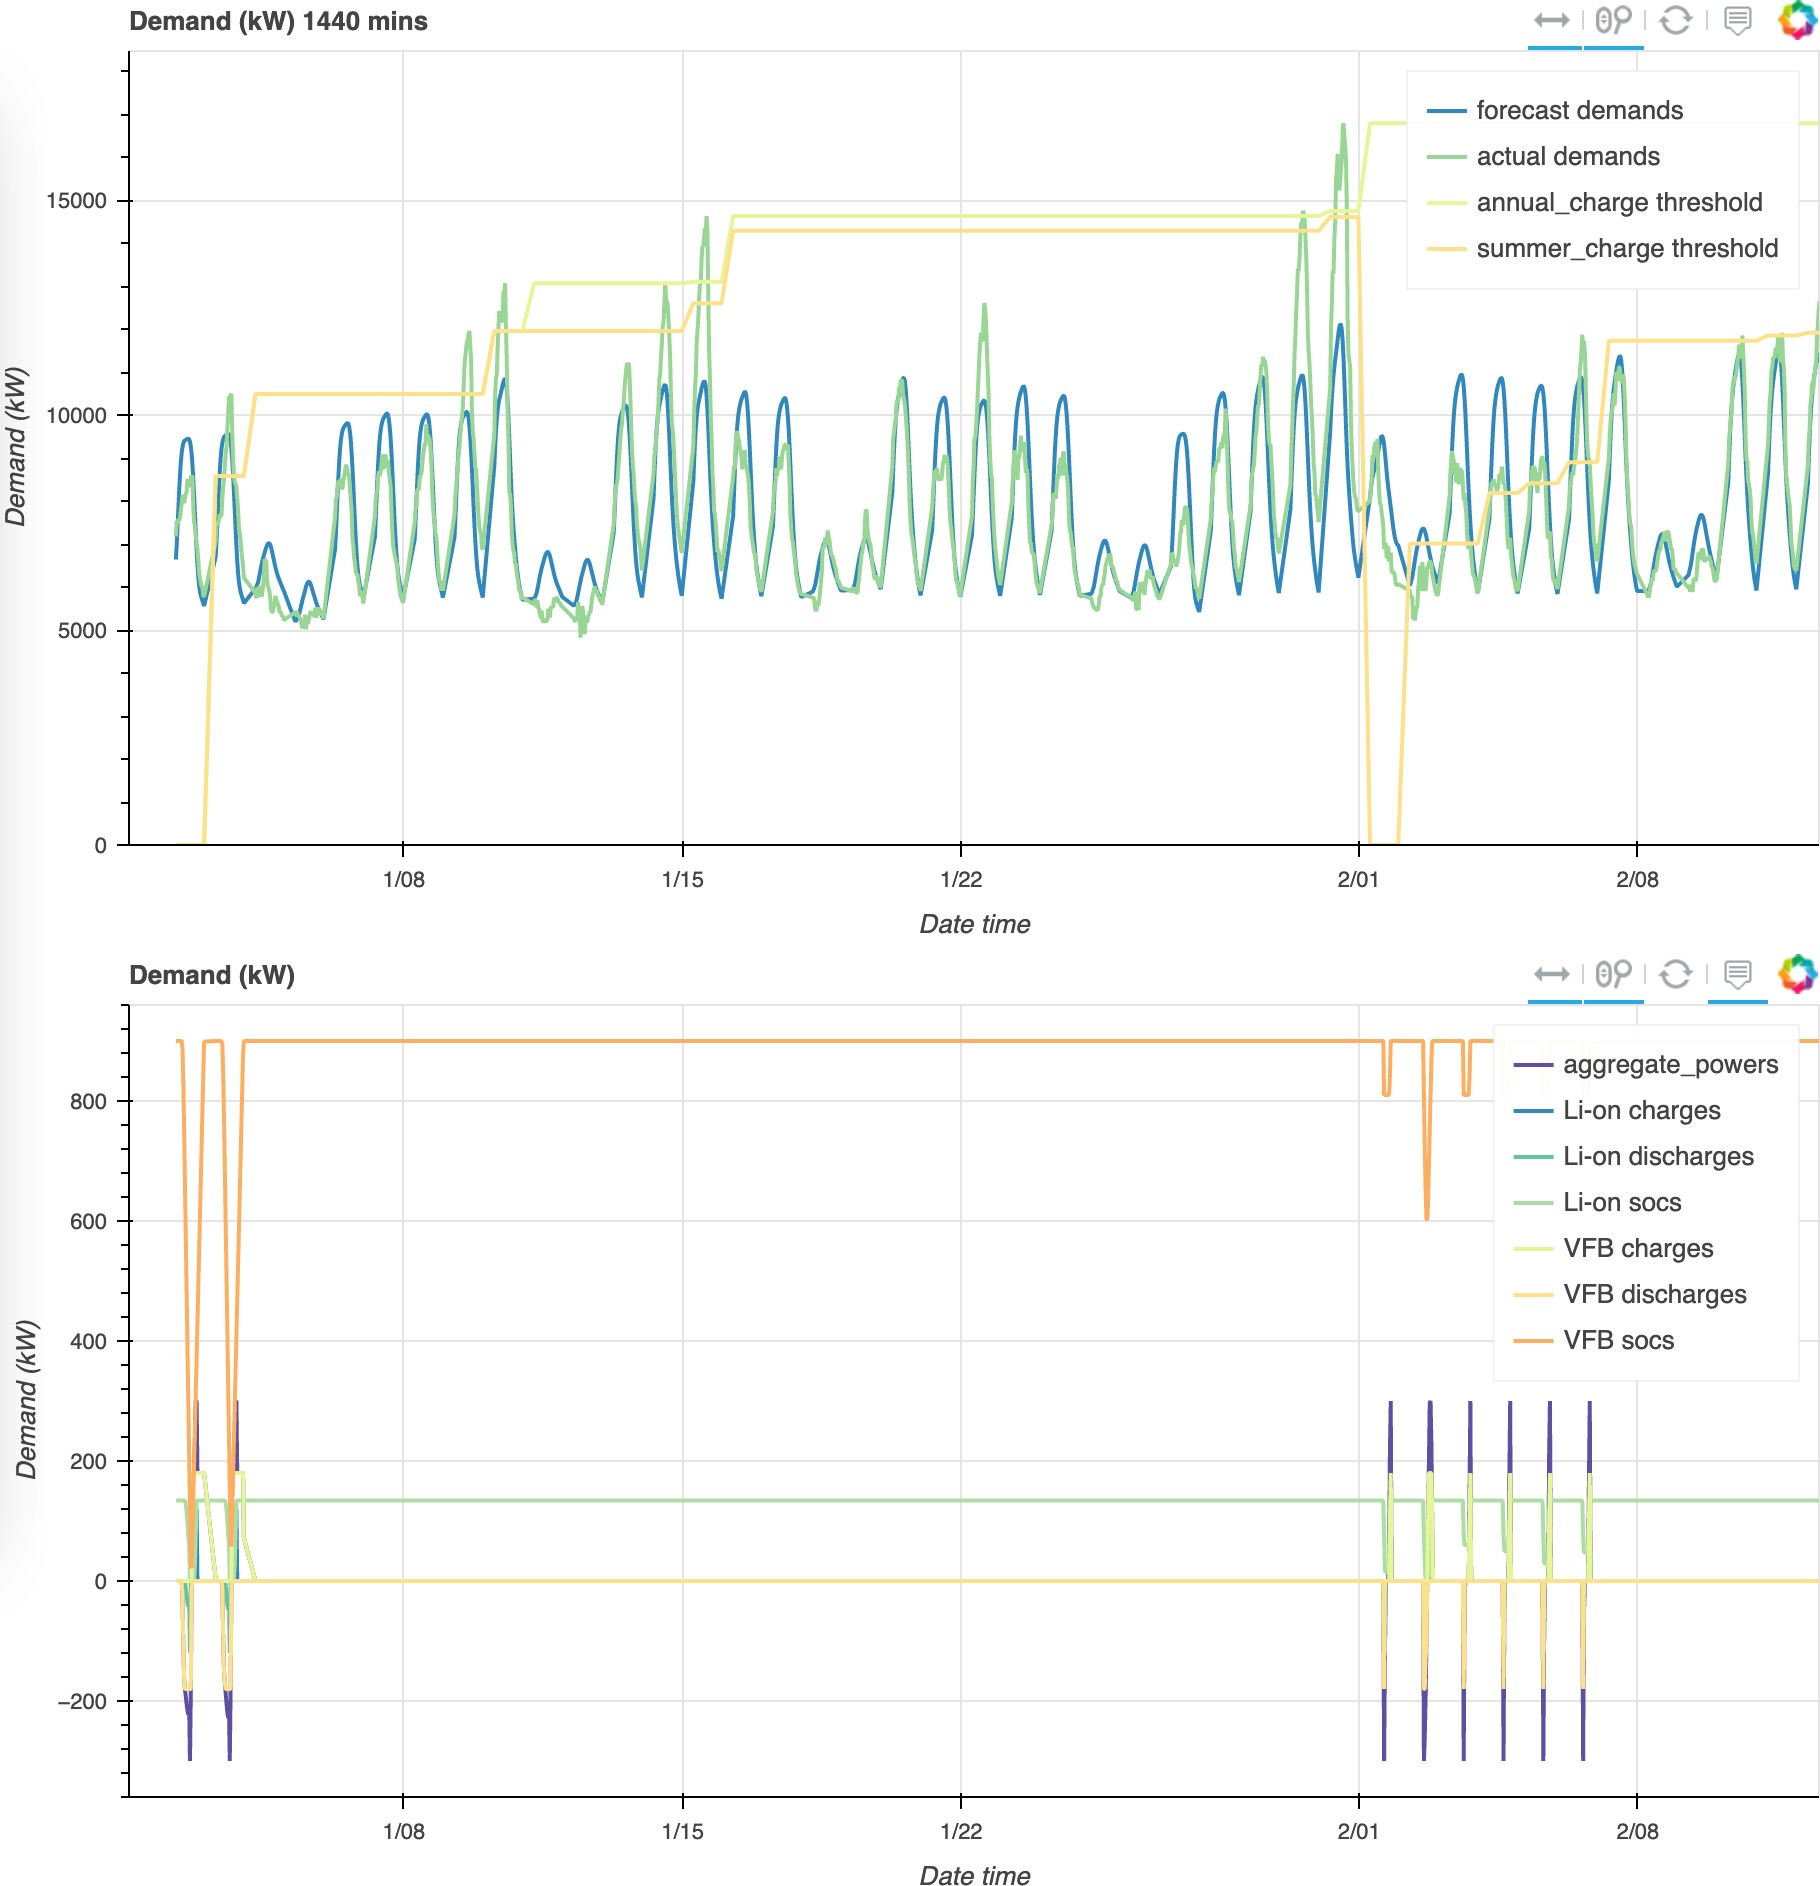 Demand (kW) 1440 mins
forecast demands
actual demands
annual_charge threshold
summer_charge threshold
15000
10000
5000
0
Demand (kW)
1/08
1/15
1/22
2/01
2/08
Date time
Demand (kW)
aggregate_powers
Li-on charges
Li-on discharges
Li-on socs
VFB charges
VFB discharges
VFB socs
800
600
400
200
0
−200
Demand (kW)
1/08
1/15
1/22
2/01
2/08
Date time